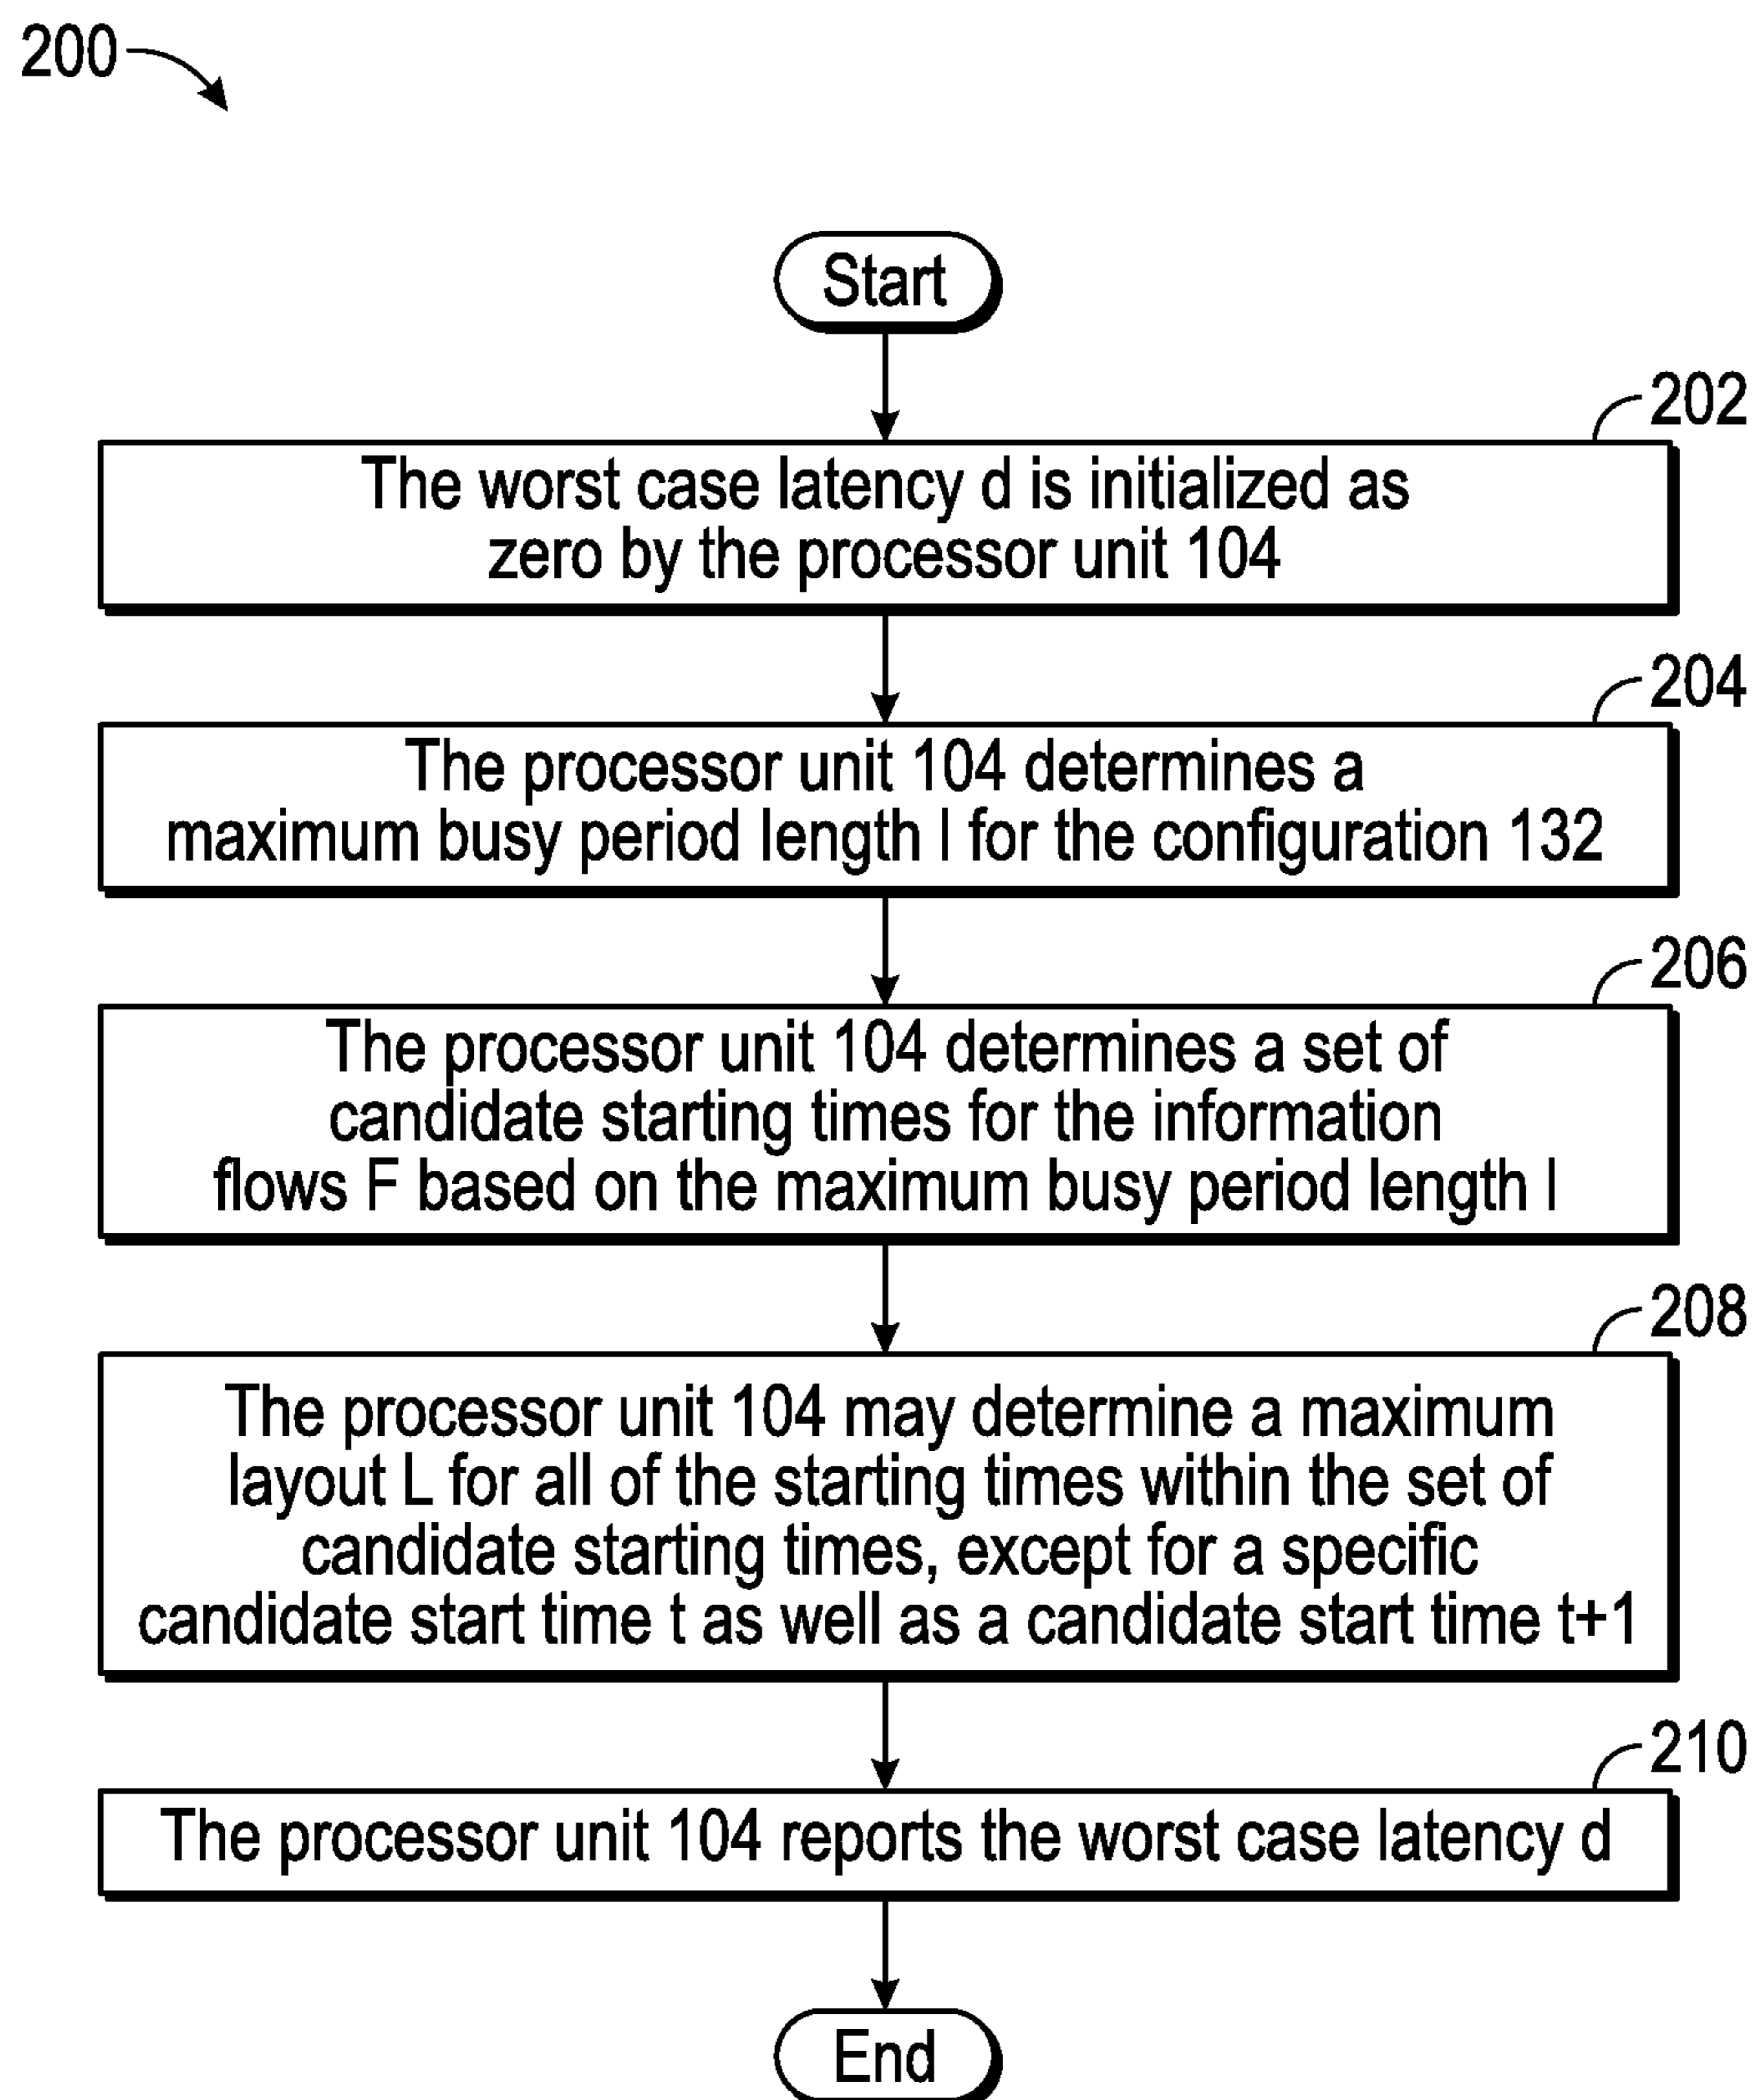 200
Start
202
The worst case latency d is initialized as
zero by the processor unit 104
204
The processor unit 104 determines a
maximum busy period length l for the configuration 132
206
The processor unit 104 determines a set of
candidate starting times for the information
flows F based on the maximum busy period length l
208
The processor unit 104 may determine a maximum
layout L for all of the starting times within the set of
candidate starting times, except for a specific
candidate start time t as well as a candidate start time t+1
210
The processor unit 104 reports the worst case latency d
End